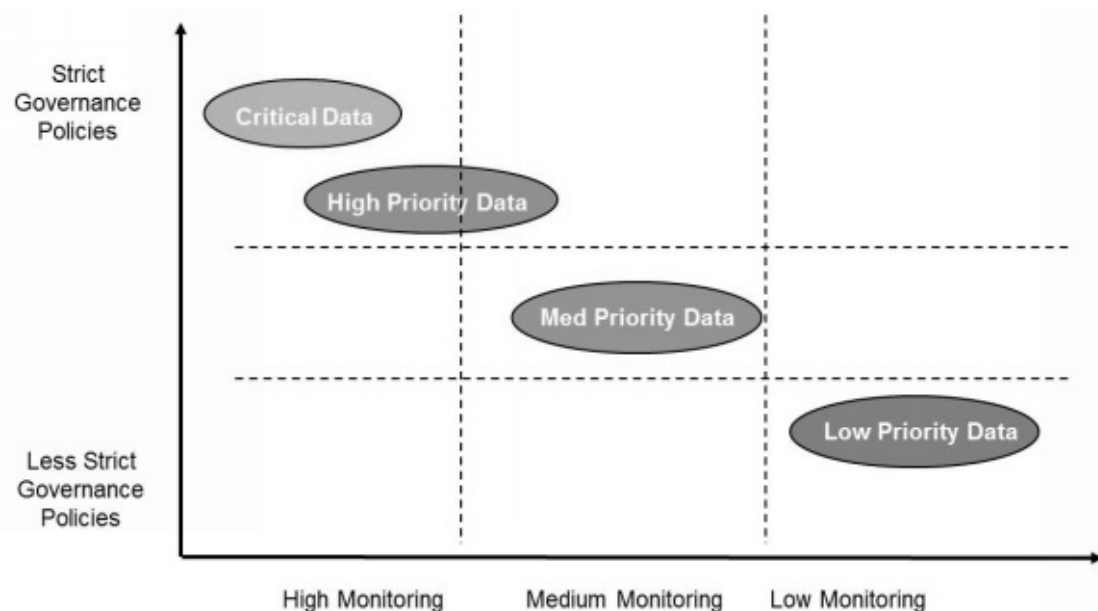 Strict
Governance
Policies
Critical Data
High Priority Data
Med Priority Data
Low Priority Data
Less Strict
Governance
Policies
High Monitoring
Medium Monitoring
Low Monitoring